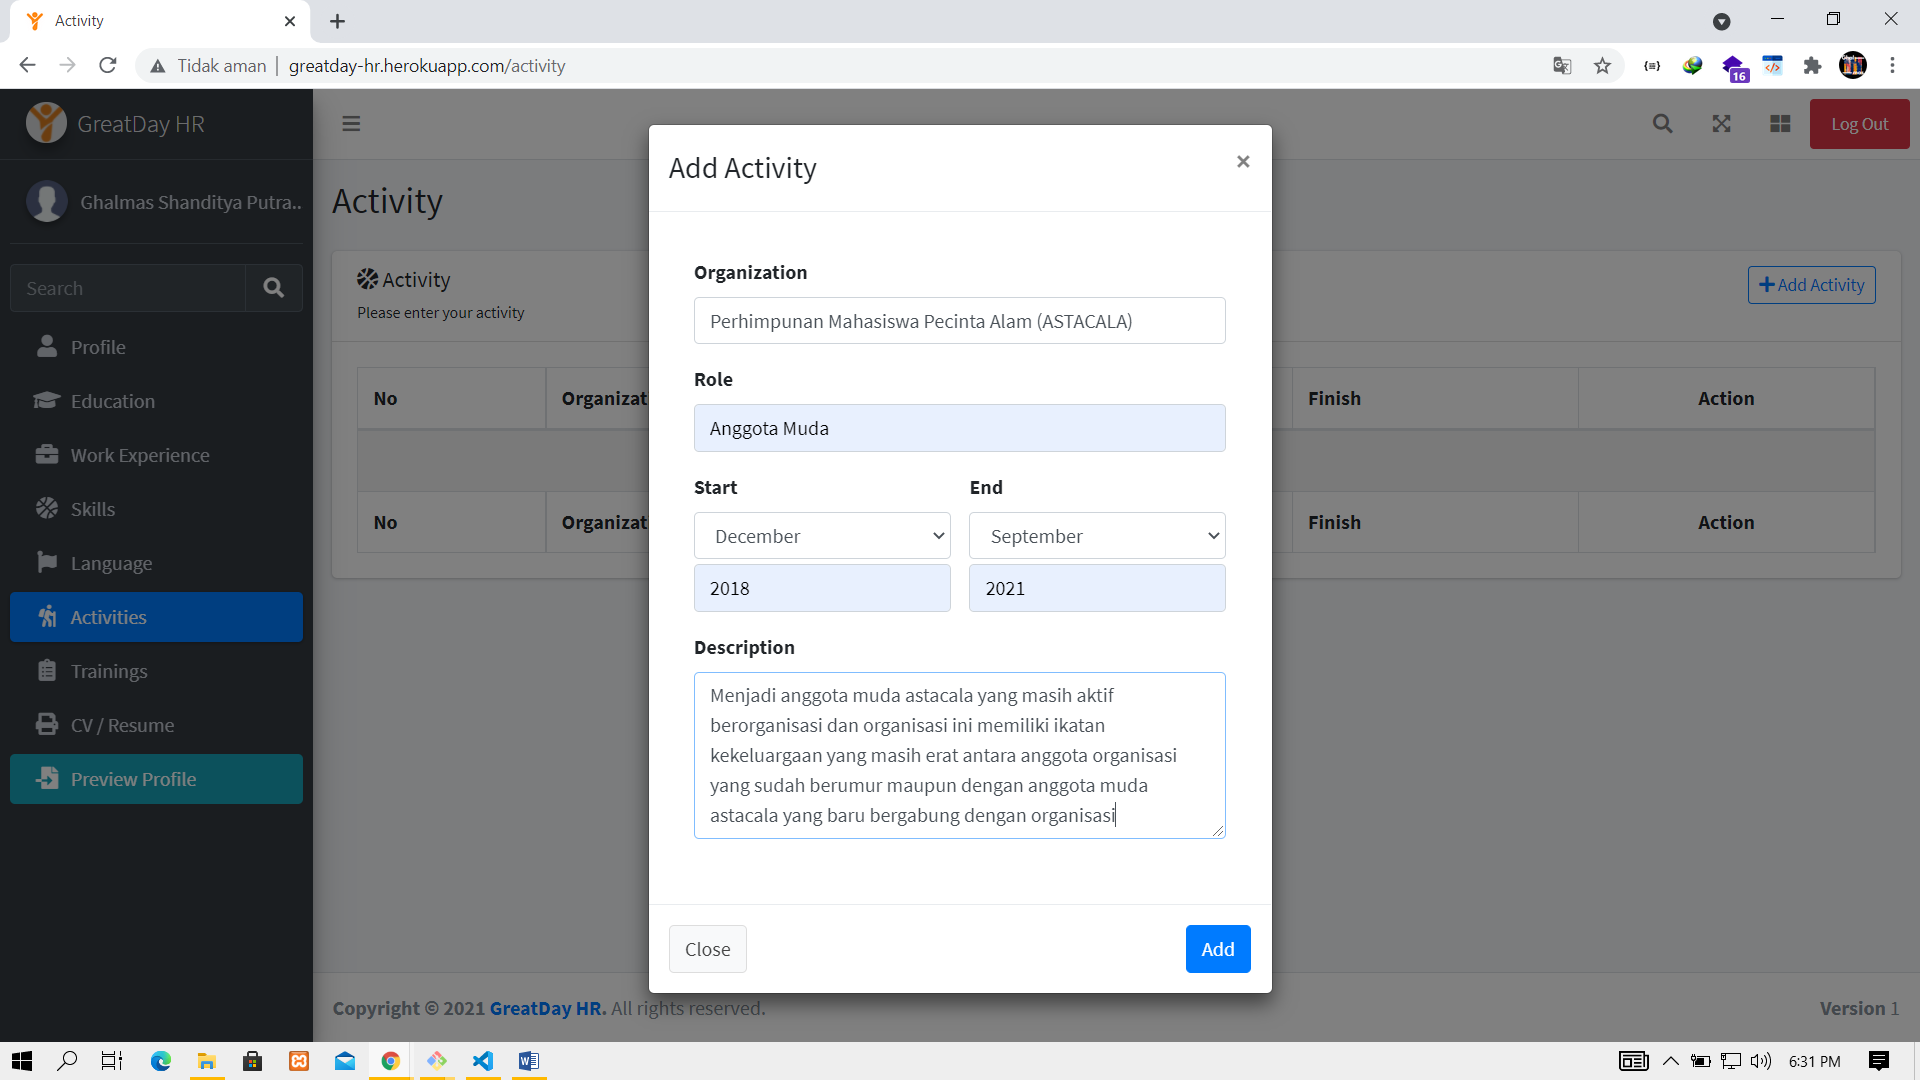 Activity
Tidak aman
greatday-hr.herokuapp.com/activity
16
GreatDay HR
Log Out
Ghalmas Shanditya Putra..
Search
Profile
Education
Work Experience
Skills
Language
Activities
Trainings
CV / Resume
Preview Profile
Activity
Activity
Please enter your activity
Add Activity
No
Organizat
Finish
Action
No
Organizat
Finish
Action
Add Activity
×
Organization
Perhimpunan Mahasiswa Pecinta Alam (ASTACALA)
Role
Anggota Muda
Start
End
December
September
2018
2021
Description
Menjadi anggota muda astacala yang masih aktif
berorganisasi dan organisasi ini memiliki ikatan
kekeluargaan yang masih erat antara anggota organisasi
yang sudah berumur maupun dengan anggota muda
astacala yang baru bergabung dengan organisasi
Close
Add
Copyright © 2021 GreatDay HR. All rights reserved.
Version 1
6:31 PM